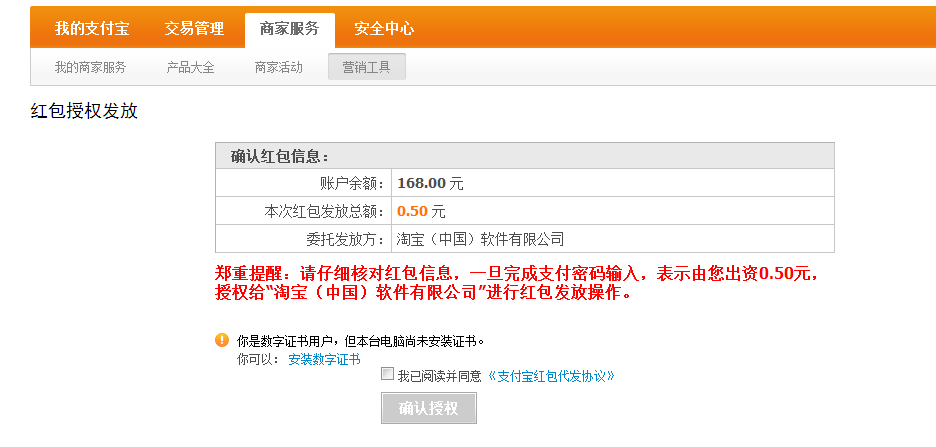 我的支付宝 交易管理 商家服务 安全中心
我的商家服务 产品大全 商家活动 营销工具
红包授权发放
确认红包信息：
账户余额： 168.00 元
本次红包发放总额： 0.50 元
委托发放方： 淘宝（中国）软件有限公司
郑重提醒：请仔细核对红包信息，一旦完成支付密码输入，表示由您出资0.50元，
授权给“淘宝（中国）软件有限公司”进行红包发放操作。
你是数字证书用户，但本台电脑尚未安装证书。
你可以： 安装数字证书
我已阅读并同意 《支付宝红包代发协议》
确认授权